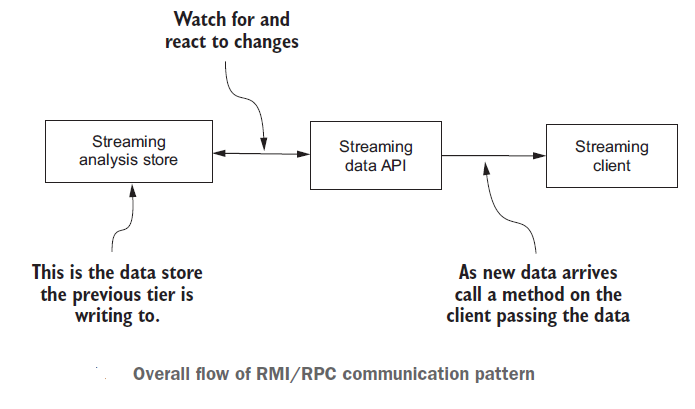 Watch for and
react to changes
Streaming
analysis store
Streaming
data API
Streaming
client
This is the data store
the previous tier is
writing to.
As new data arrives
call a method on the
client passing the data
Overall flow of RMI/RPC communication pattern